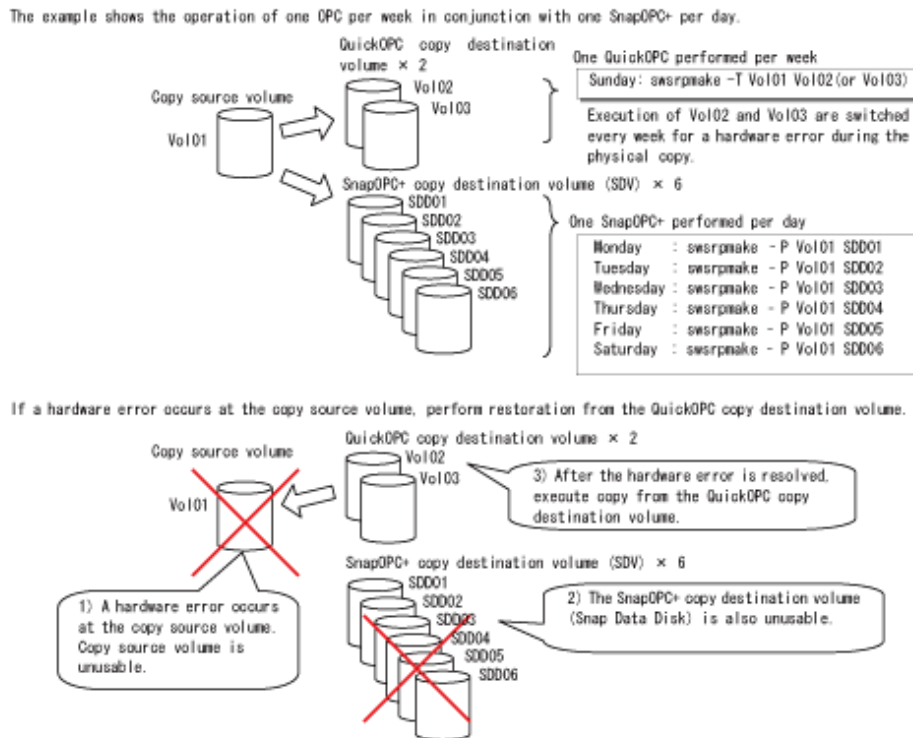 The example shows the operation of one OPC per week in conjunction with one SnapOPC+ per day.
QuickOPC copy destination
volume × 2
Vol02
Vol03
Copy source volume
Vol01
One QuickOPC performed per week
Sunday: swsrpmake -T Vol01 Vol02(or Vol03)
Execution of Vol02 and Vol03 are switched
every week for a hardware error during the
physical copy.
SnapOPC+ copy destination volume (SDV) × 6
SDD01
SDD02
SDD03
SDD04
SDD05
SDD06
One SnapOPC+ performed per day
Monday : swsrpmake - P Vol01 SDD01
Tuesday : swsrpmake - P Vol01 SDD02
Wednesday : swsrpmake - P Vol01 SDD03
Thursday : swsrpmake - P Vol01 SDD04
Friday : swsrpmake - P Vol01 SDD05
Saturday : swsrpmake - P Vol01 SDD06
If a hardware error occurs at the copy source volume, perform restoration from the QuickOPC copy destination volume.
QuickOPC copy destination volume × 2
Copy source volume
Vol01
Vol02
Vol03
3) After the hardware error is resolved,
execute copy from the QuickOPC copy
destination volume.
SnapOPC+ copy destination volume (SDV) × 6
SDD01
SDD02
SDD03
SDD04
SDD05
SDD06
1) A hardware error occurs
at the copy source volume.
Copy source volume is
unusable.
2) The SnapOPC+ copy destination volume
(Snap Data Disk) is also unusable.